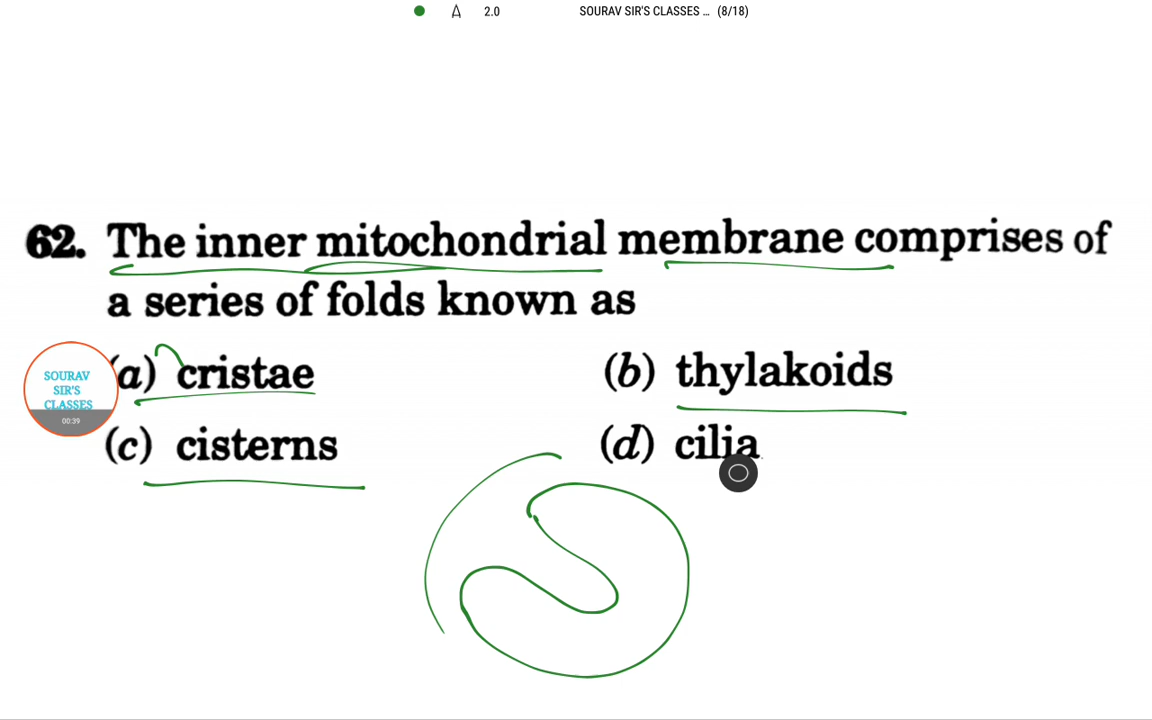 2.0 SOURAV SIR'S CLASSES ... (8/18)
62. The inner mitochondrial membrane comprises of
a series of folds known as
(a) cristae (b) thylakoids
SOURAV
SIR'S
CLASSES
00:39
(c) cisterns (d) cilia